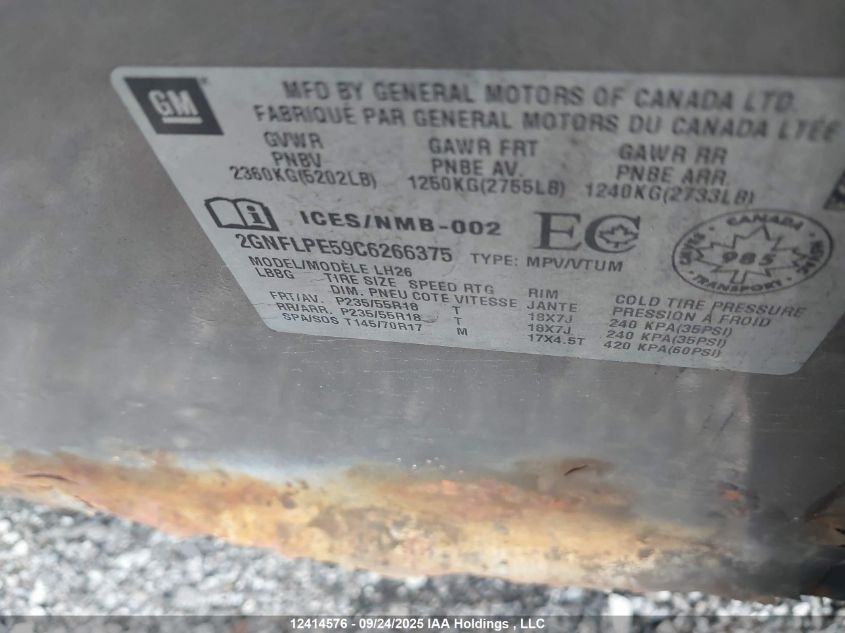 GM
MFD BY GENERAL MOTORS OF CANADA LTD.
FABRIQUÉ PAR GENERAL MOTORS DU CANADA LTÉE
GVWR GAWR FRT GAWR RR
PNBV PNBE AV. PNBE ARR.
2360KG(5202LB) 1250KG(2755LB) 1240KG(2733LB)
ICES/NMB-002 EC
CANADA
985
TRANSPORT
2GNFLPE59C6266375 TYPE: MPV/VTUM
MODEL/MODÈLE LH26
LBBG TIRE SIZE SPEED RTG RIM COLD TIRE PRESSURE
DIM. PNEU COTE VITESSE JANTE PRESSION À FROID
FRT/AV. P235/55R18 T 18X7J 240 KPA(35PSI)
RR/ARR. P235/55R18 T 18X7J 240 KPA(35PSI)
SPA/SOS T145/70R17 M 17X4.5T 420 KPA(60PSI)
12414576 - 09/24/2025 IAA Holdings, LLC